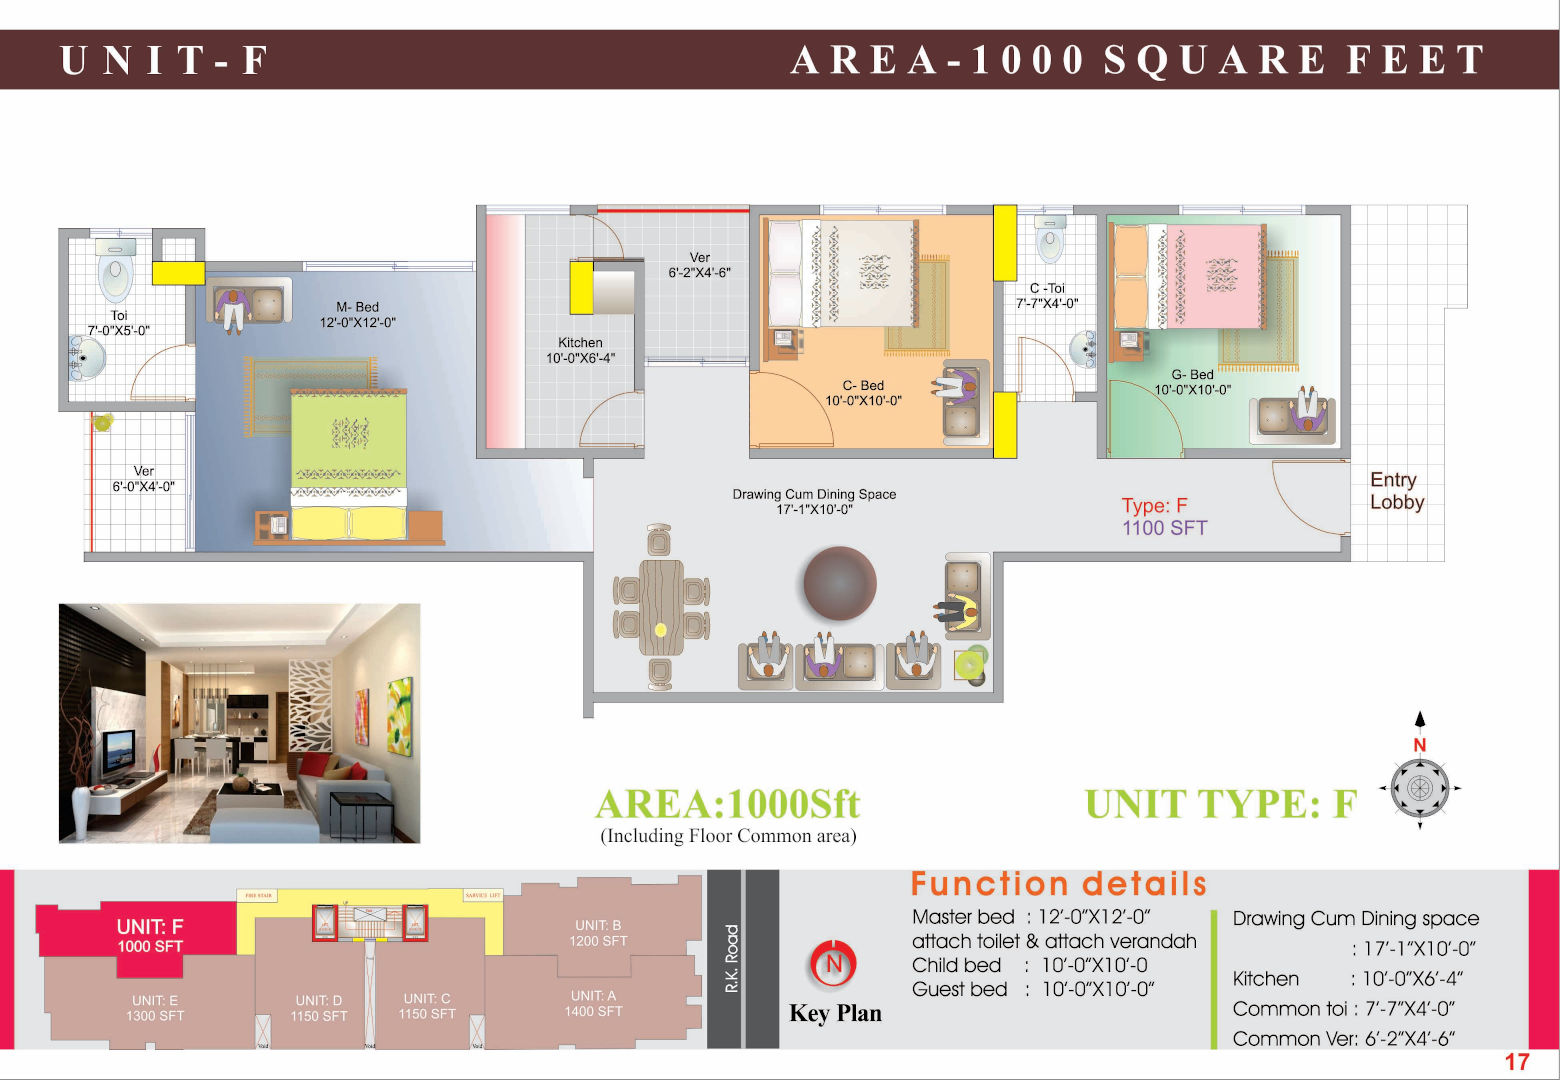 UNIT-F
AREA-1000 SQUARE FEET
Toi
7'-0"X5'-0"
M- Bed
12'-0"X12'-0"
Ver
6'-0"X4'-0"
Kitchen
10'-0"X6'-4"
Ver
6'-2"X4'-6"
C- Bed
10'-0"X10'-0"
C -Toi
7'-7"X4'-0"
G- Bed
10'-0"X10'-0"
Drawing Cum Dining Space
17'-1"X10'-0"
Type: F
1100 SFT
Entry
Lobby
AREA:1000Sft
(Including Floor Common area)
UNIT TYPE: F
N
UNIT: F
1000 SFT
FIRE STAIR
SARVICE LIFT
UP
UNIT: B
1200 SFT
UNIT: E
1300 SFT
UNIT: D
1150 SFT
UNIT: C
1150 SFT
UNIT: A
1400 SFT
Void
Void
Void
R.K. Road
N
Key Plan
Function details
Master bed : 12'-0"X12'-0"
attach toilet & attach verandah
Child bed : 10'-0"X10'-0
Guest bed : 10'-0"X10'-0"
Drawing Cum Dining space
: 17'-1"X10'-0"
Kitchen : 10'-0"X6'-4"
Common toi : 7'-7"X4'-0"
Common Ver: 6'-2"X4'-6"
17